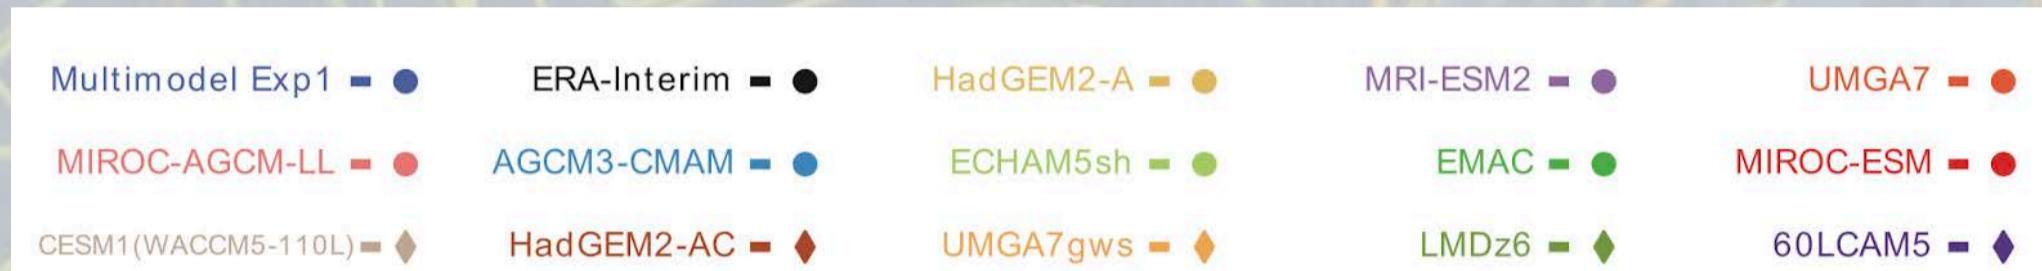 Multimodel Exp1 ERA-Interim HadGEM2-A MRI-ESM2 UMGA7
MIROC-AGCM-LL AGCM3-CMAM ECHAM5sh EMAC MIROC-ESM
CESM1(WACCM5-110L) HadGEM2-AC UMGA7gws LMDz6 60LCAM5